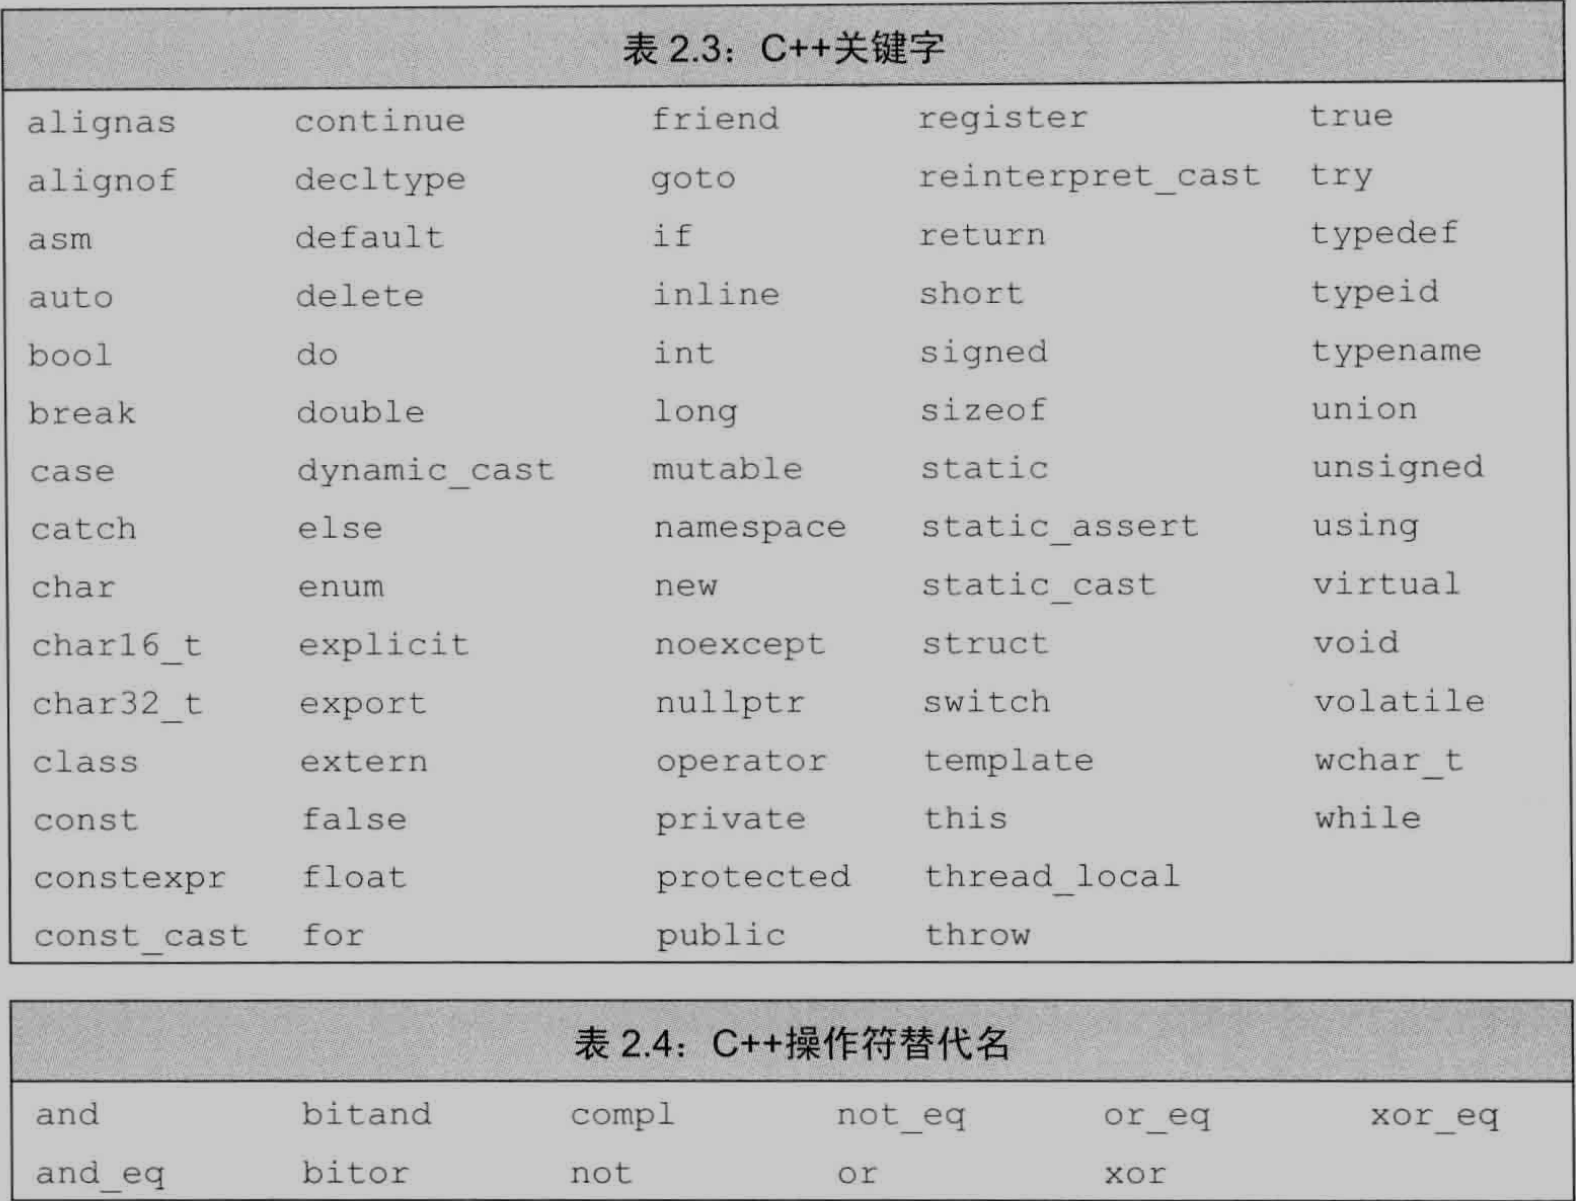 表 2.3：C++关键字
alignas continue friend register true
alignof decltype goto reinterpret_cast try
asm default if return typedef
auto delete inline short typeid
bool do int signed typename
break double long sizeof union
case dynamic_cast mutable static unsigned
catch else namespace static_assert using
char enum new static_cast virtual
char16_t explicit noexcept struct void
char32_t export nullptr switch volatile
class extern operator template wchar_t
const false private this while
constexpr float protected thread_local
const_cast for public throw
表 2.4：C++操作符替代名
and bitand compl not_eq or_eq xor_eq
and_eq bitor not or xor